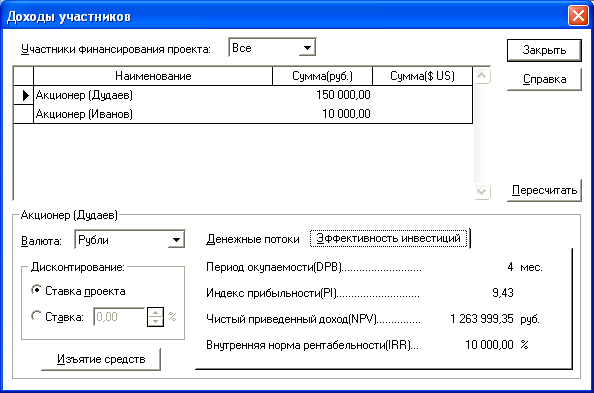 Доходы участников
Участники финансирования проекта: Все
Закрыть
Наименование Сумма(руб.) Сумма($ US)
Справка
Акционер (Дудаев) 150 000,00
Акционер (Иванов) 10 000,00
Пересчитать
Акционер (Дудаев)
Валюта: Рубли
Денежные потоки Эффективность инвестиций
Дисконтирование:
Ставка проекта
Ставка: 0,00 %
Изъятие средств
Период окупаемости(DPB)........................... 4 мес.
Индекс прибыльности(PI)............................ 9,43
Чистый приведенный доход(NPV)............... 1 263 999,35 руб.
Внутренняя норма рентабельности(IRR)... 10 000,00 %